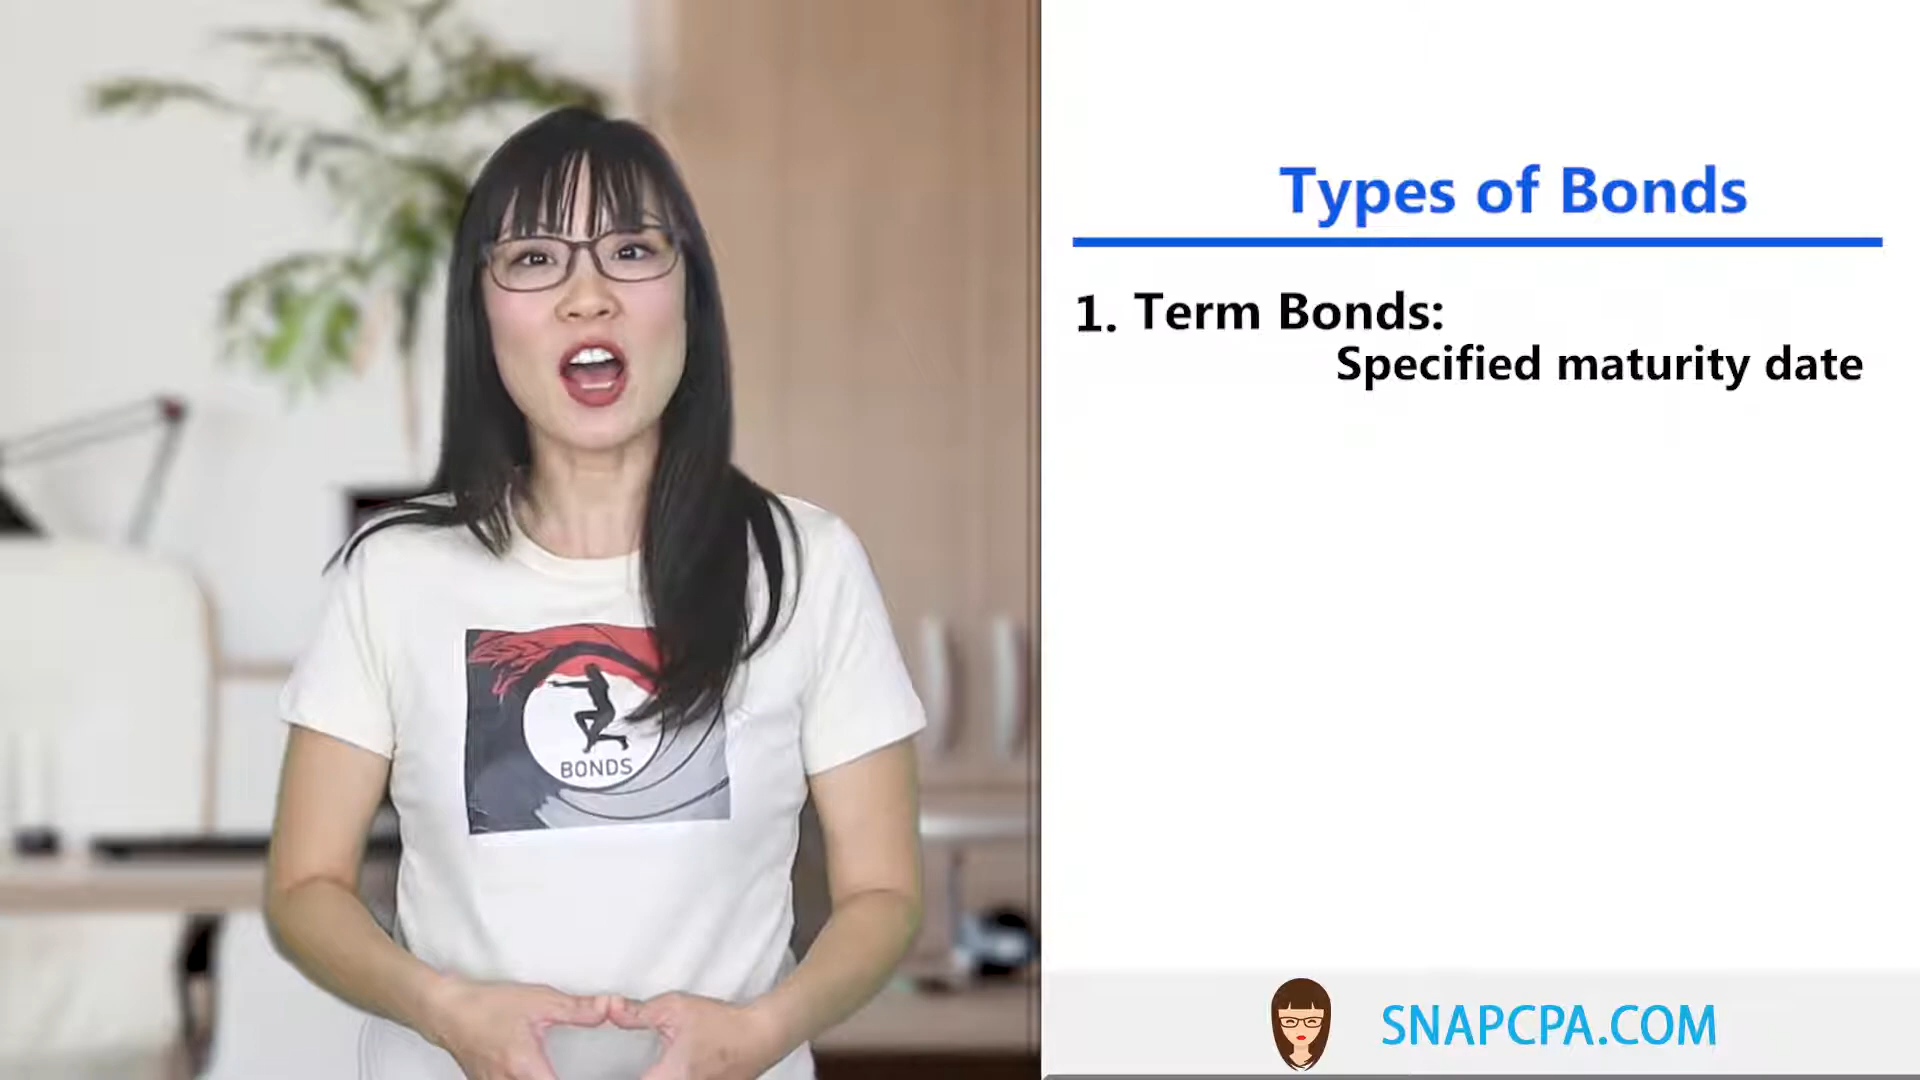 Types of Bonds
1. Term Bonds:
Specified maturity date
BONDS
SNAPCPA.COM